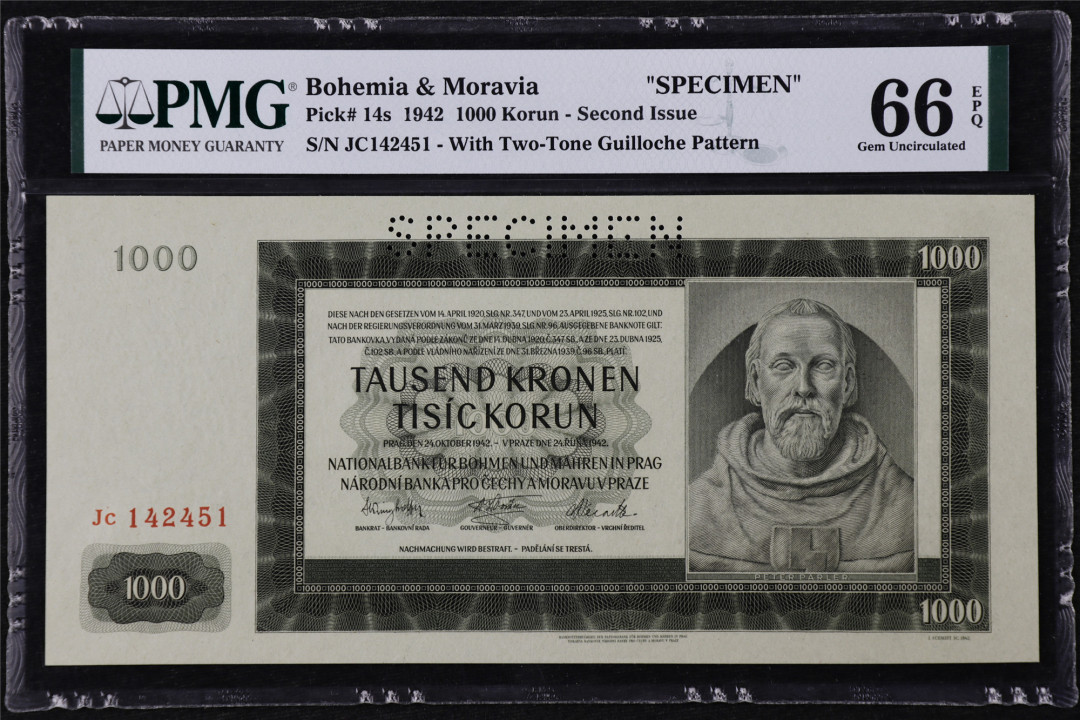 PMG®
PAPER MONEY GUARANTY
Bohemia & Moravia "SPECIMEN"
Pick# 14s 1942 1000 Korun - Second Issue
S/N JC142451 - With Two-Tone Guilloche Pattern
66 EPQ
Gem Uncirculated
SPECIMEN
1000
1000
DIESE NACH DEN GESETZEN VOM 14. APRIL 1920, SLG. NR. 347, UND VOM 23. APRIL 1925, SLG. NR. 102, UND
NACH DER REGIERUNGSVERORDNUNG VOM 31. MÄRZ 1939, SLG. NR. 96, AUSGEGEBENE BANKNOTE GILT.
TATO BANKOVKA, VYDANÁ PODLE ZÁKONŮ ZE DNE 14. DUBNA 1920, Č. 347 SB., A ZE DNE 23. DUBNA 1925,
Č. 102 SB., A PODLE VLÁDNÍHO NAŘÍZENÍ ZE DNE 31. BŘEZNA 1939, Č. 96 SB., PLATÍ
TAUSEND KRONEN
TISÍC KORUN
PRAG, DEN 24. OKTOBER 1942. – V PRAZE DNE 24. ŘÍJNA 1942.
NATIONALBANK FÜR BÖHMEN UND MÄHREN IN PRAG
NÁRODNÍ BANKA PRO ČECHY A MORAVU V PRAZE
BANKRAT – BANKOVNÍ RADA GOUVERNEUR – GUVERNÉR OBERDIREKTOR – VRCHNÍ ŘEDITEL
NACHMACHUNG WIRD BESTRAFT. – PADĚLÁNÍ SE TRESTÁ.
Jc 142451
1000
PETER PARLER
1000